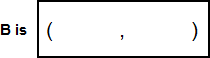 B is ( , )